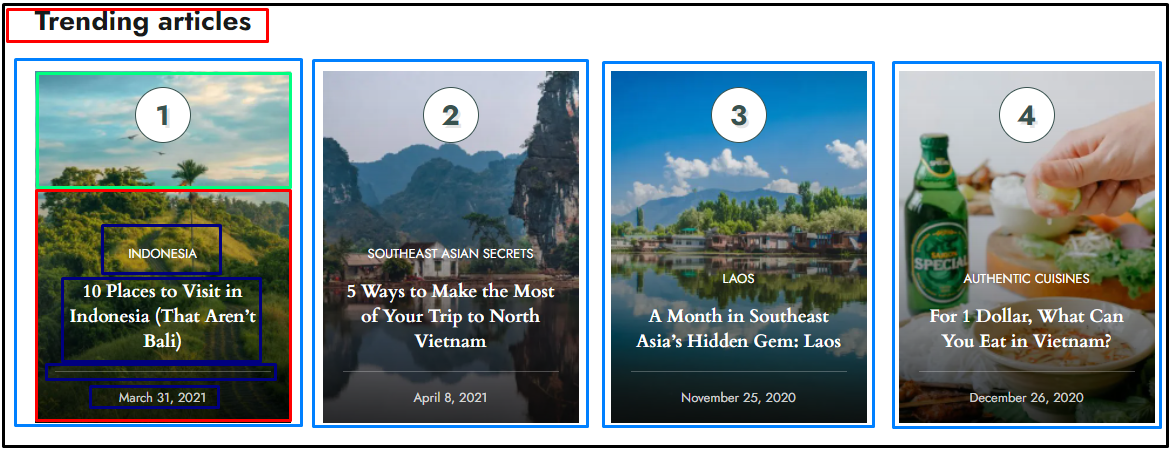 Trending articles
1
INDONESIA
10 Places to Visit in
Indonesia (That Aren’t
Bali)
March 31, 2021
2
SOUTHEAST ASIAN SECRETS
5 Ways to Make the Most
of Your Trip to North
Vietnam
April 8, 2021
3
LAOS
A Month in Southeast
Asia’s Hidden Gem: Laos
November 25, 2020
4
SPECIAL
AUTHENTIC CUISINES
For 1 Dollar, What Can
You Eat in Vietnam?
December 26, 2020